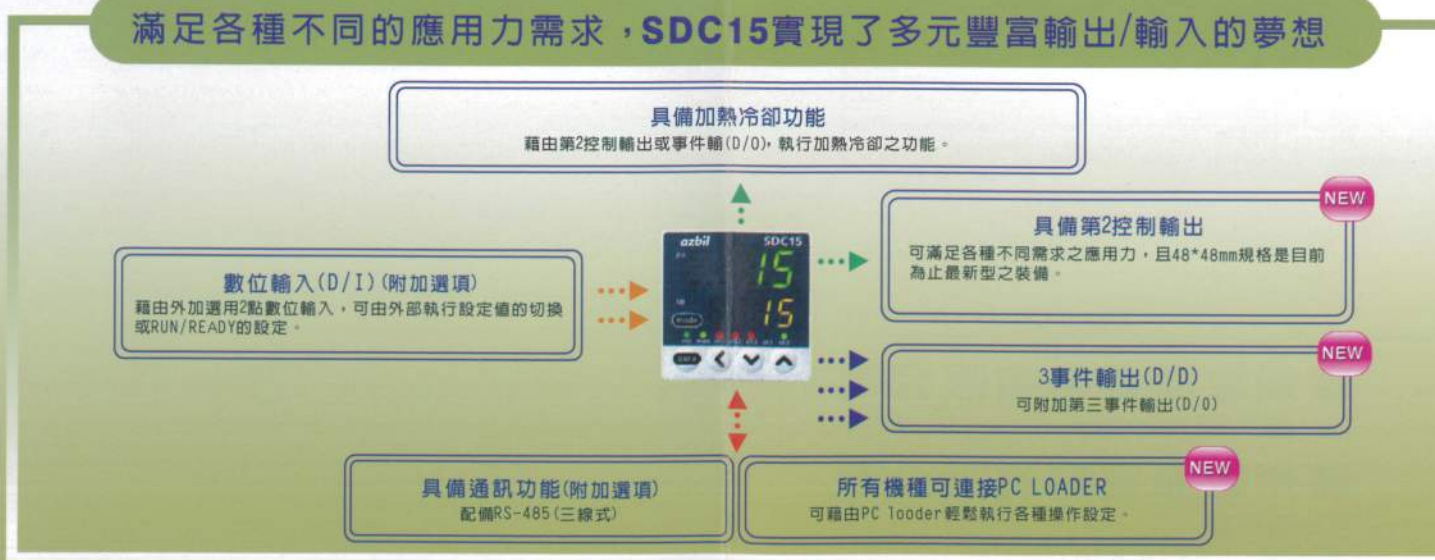 滿足各種不同的應用力需求，SDC15實現了多元豐富輸出/輸入的夢想
具備加熱冷卻功能
藉由第2控制輸出或事件輸(D/O)，執行加熱冷卻之功能。
NEW
具備第2控制輸出
可滿足各種不同需求之應用力，且48*48mm規格是目前
為止最新型之裝備。
azbil SDC15
PV
15
SP
15
mode
數位輸入(D/I)(附加選項)
藉由外加選用2點數位輸入，可由外部執行設定值的切換
或RUN/READY的設定。
NEW
3事件輸出(D/D)
可附加第三事件輸出(D/O)
具備通訊功能(附加選項)
配備RS-485(三線式)
NEW
所有機種可連接PC LOADER
可藉由PC looder輕鬆執行各種操作設定。